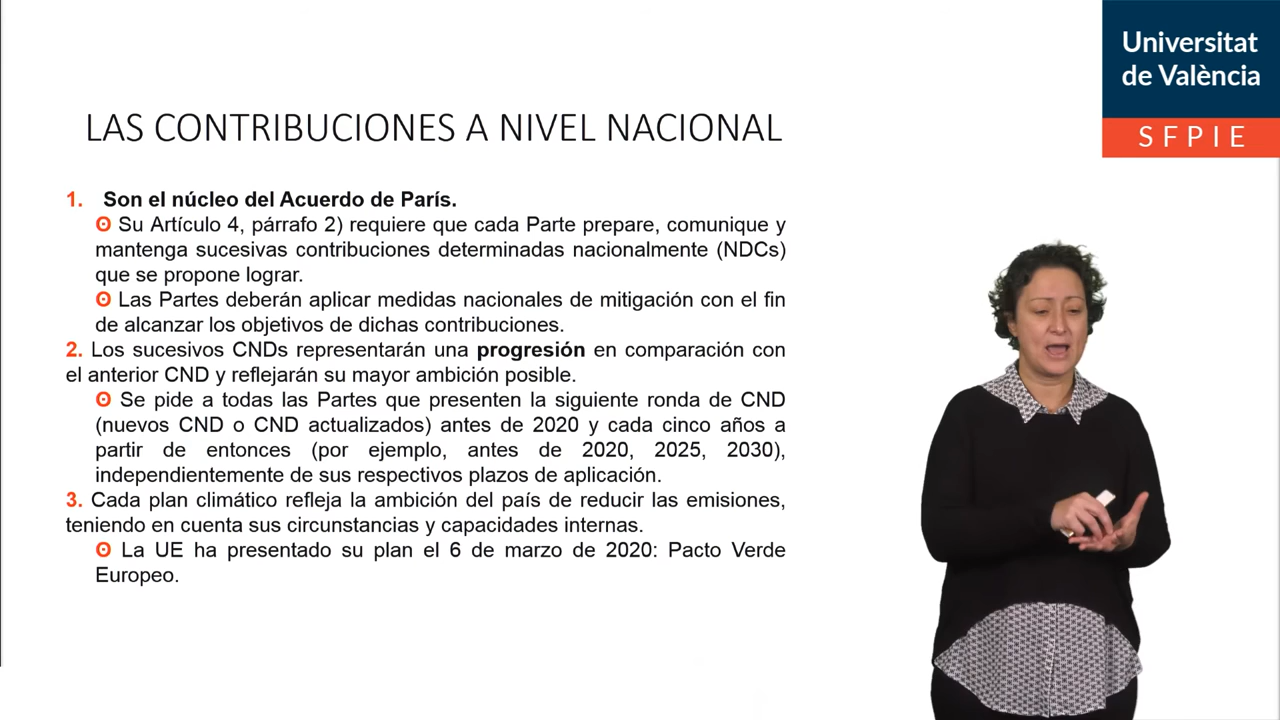 Universitat
de València
SFPIE
LAS CONTRIBUCIONES A NIVEL NACIONAL
1. Son el núcleo del Acuerdo de París.
ʘ Su Artículo 4, párrafo 2) requiere que cada Parte prepare, comunique y
mantenga sucesivas contribuciones determinadas nacionalmente (NDCs)
que se propone lograr.
ʘ Las Partes deberán aplicar medidas nacionales de mitigación con el fin
de alcanzar los objetivos de dichas contribuciones.
2. Los sucesivos CNDs representarán una progresión en comparación con
el anterior CND y reflejarán su mayor ambición posible.
ʘ Se pide a todas las Partes que presenten la siguiente ronda de CND
(nuevos CND o CND actualizados) antes de 2020 y cada cinco años a
partir de entonces (por ejemplo, antes de 2020, 2025, 2030),
independientemente de sus respectivos plazos de aplicación.
3. Cada plan climático refleja la ambición del país de reducir las emisiones,
teniendo en cuenta sus circunstancias y capacidades internas.
ʘ La UE ha presentado su plan el 6 de marzo de 2020: Pacto Verde
Europeo.